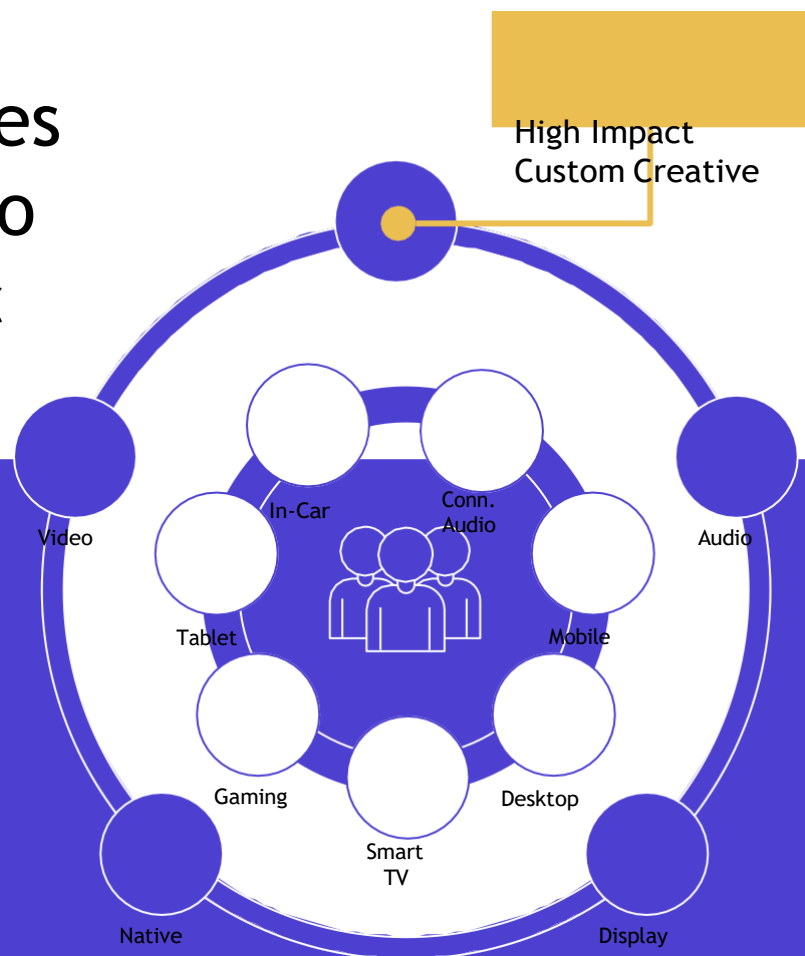 es
o
High Impact
Custom Creative
In-Car
Conn.
Audio
Video
Audio
Tablet
Mobile
Gaming
Desktop
Smart
TV
Native
Display